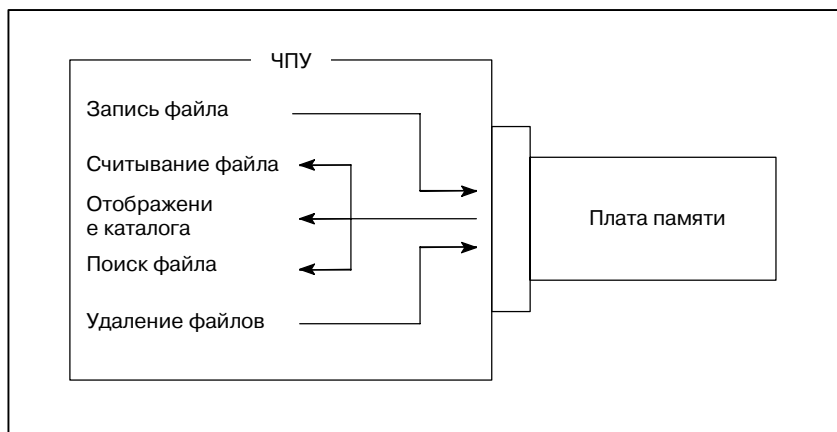 ЧПУ
Запись файла
Считывание файла
Отображени
е каталога
Поиск файла
Удаление файлов
Плата памяти